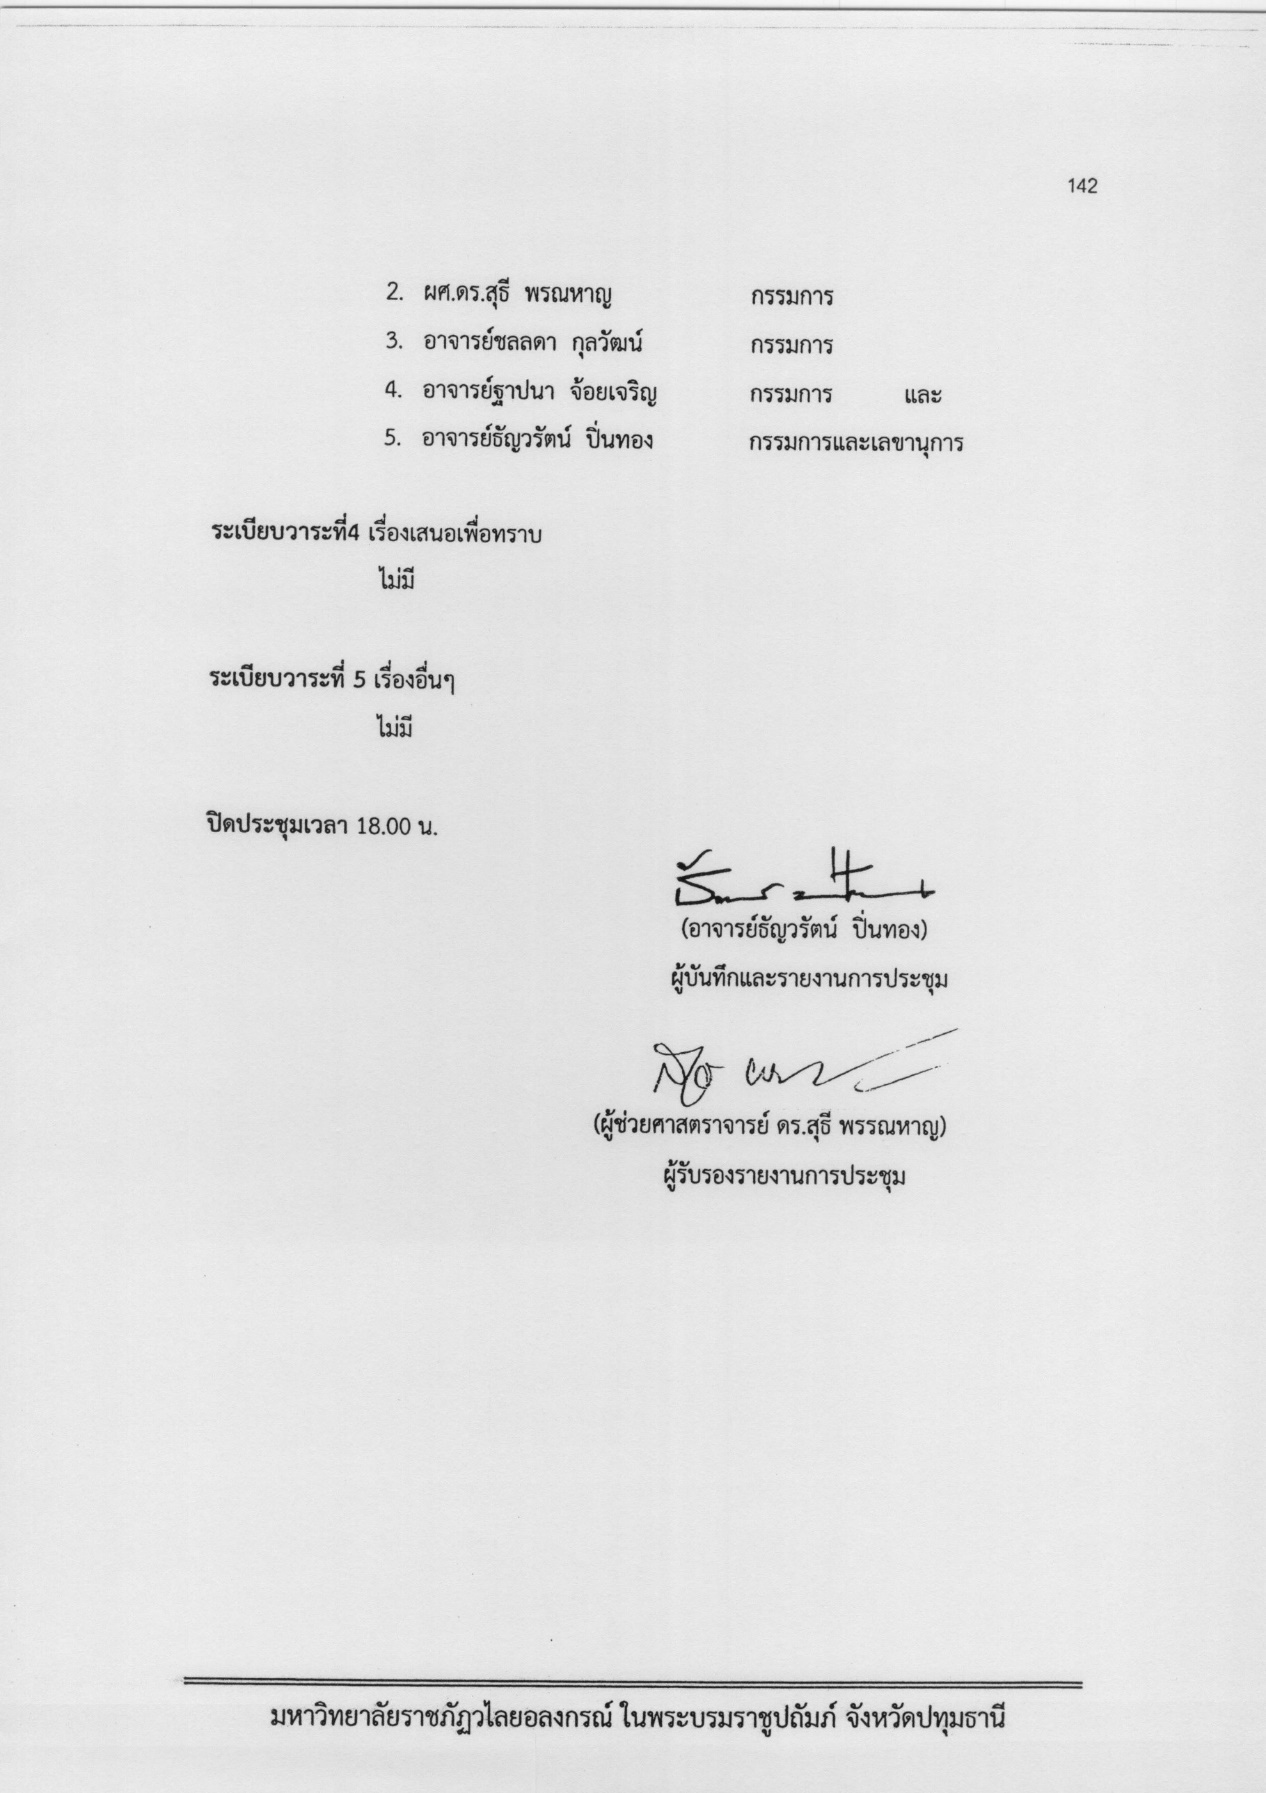 142
2. ผศ.ดร.สุธี พรณหาญ กรรมการ
3. อาจารย์ชลลดา กุลวัฒน์ กรรมการ
4. อาจารย์ฐาปนา จ้อยเจริญ กรรมการ และ
5. อาจารย์ธัญวรัตน์ ปิ่นทอง กรรมการและเลขานุการ
ระเบียบวาระที่4 เรื่องเสนอเพื่อทราบ
ไม่มี
ระเบียบวาระที่ 5 เรื่องอื่นๆ
ไม่มี
ปิดประชุมเวลา 18.00 น.
(อาจารย์ธัญวรัตน์ ปิ่นทอง)
ผู้บันทึกและรายงานการประชุม
(ผู้ช่วยศาสตราจารย์ ดร.สุธี พรรณหาญ)
ผู้รับรองรายงานการประชุม
มหาวิทยาลัยราชภัฏวไลยอลงกรณ์ ในพระบรมราชูปถัมภ์ จังหวัดปทุมธานี